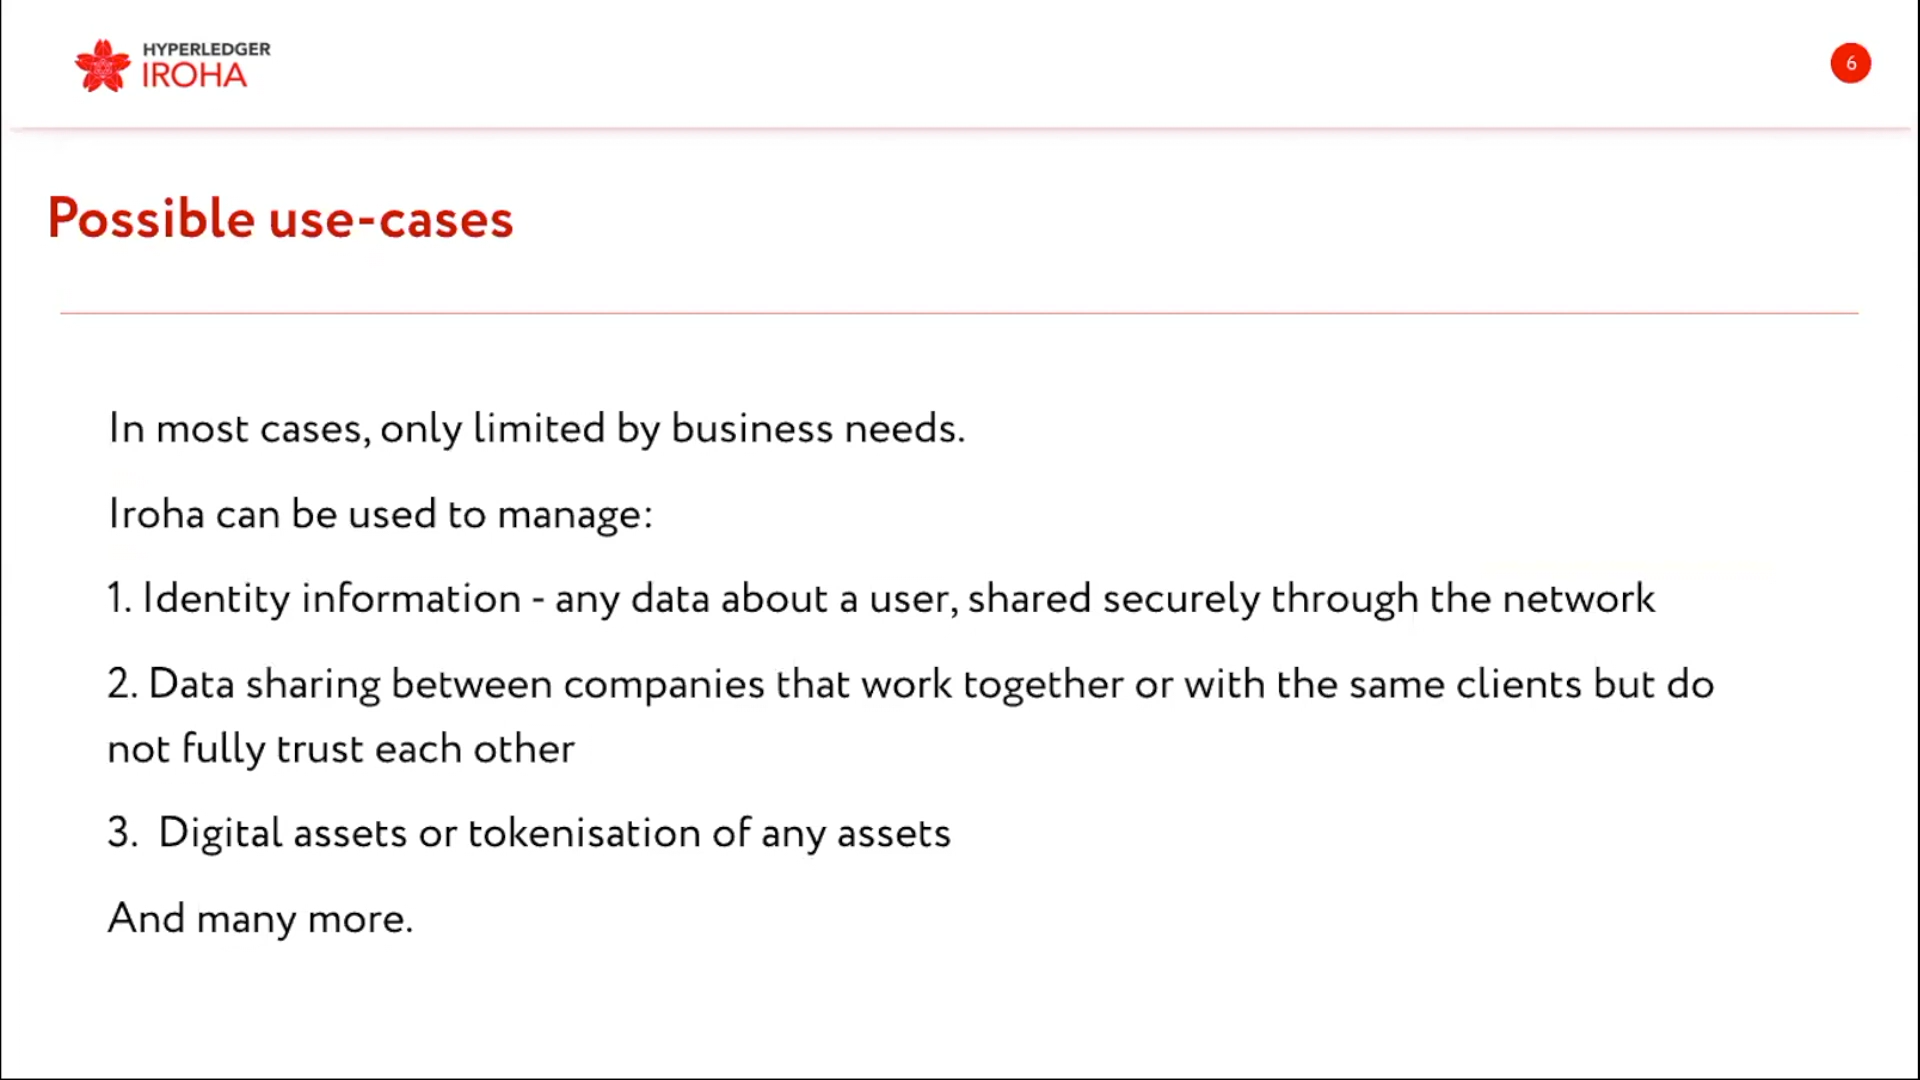 HYPERLEDGER
IROHA
6
Possible use-cases
In most cases, only limited by business needs.
Iroha can be used to manage:
1. Identity information - any data about a user, shared securely through the network
2. Data sharing between companies that work together or with the same clients but do
not fully trust each other
3. Digital assets or tokenisation of any assets
And many more.